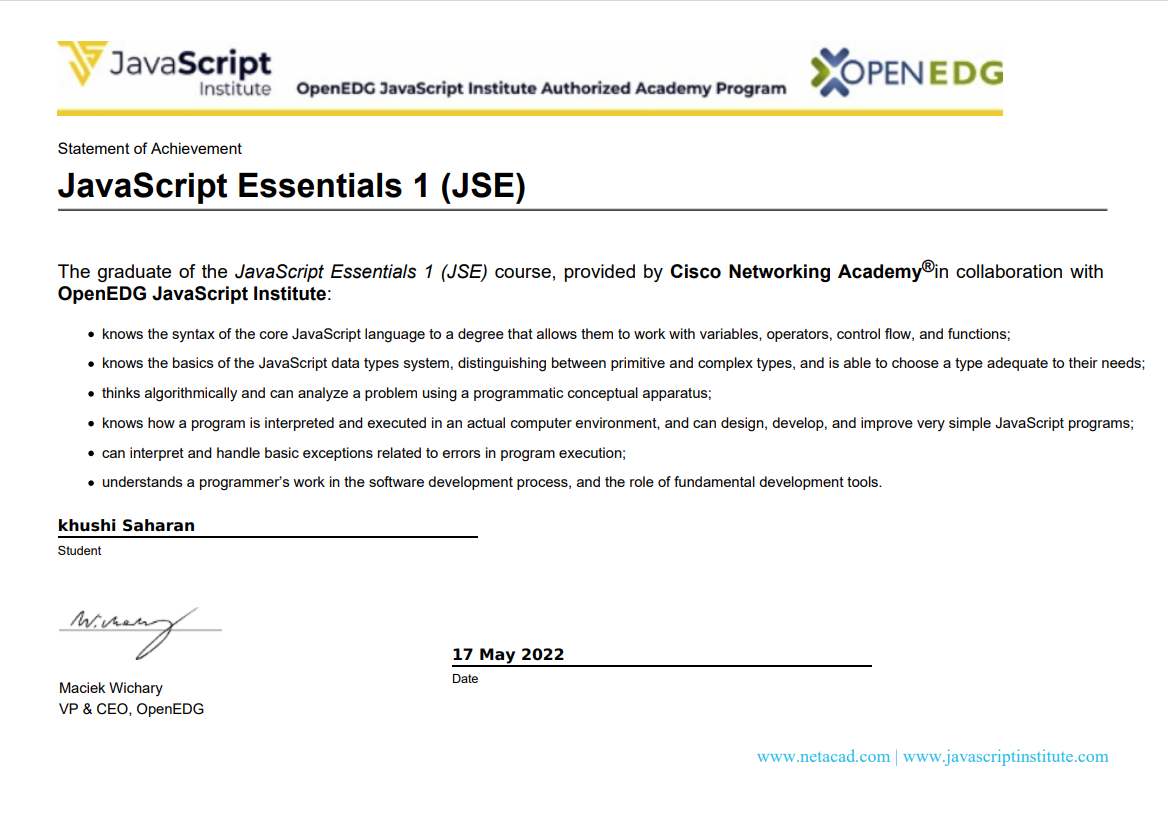 JavaScript
Institute
OpenEDG JavaScript Institute Authorized Academy Program
OPENEDG
Statement of Achievement
JavaScript Essentials 1 (JSE)
The graduate of the JavaScript Essentials 1 (JSE) course, provided by Cisco Networking Academy®in collaboration with
OpenEDG JavaScript Institute:
• knows the syntax of the core JavaScript language to a degree that allows them to work with variables, operators, control flow, and functions;
• knows the basics of the JavaScript data types system, distinguishing between primitive and complex types, and is able to choose a type adequate to their needs;
• thinks algorithmically and can analyze a problem using a programmatic conceptual apparatus;
• knows how a program is interpreted and executed in an actual computer environment, and can design, develop, and improve very simple JavaScript programs;
• can interpret and handle basic exceptions related to errors in program execution;
• understands a programmer’s work in the software development process, and the role of fundamental development tools.
khushi Saharan
Student
W.Wichary
17 May 2022
Date
Maciek Wichary
VP & CEO, OpenEDG
www.netacad.com | www.javascriptinstitute.com